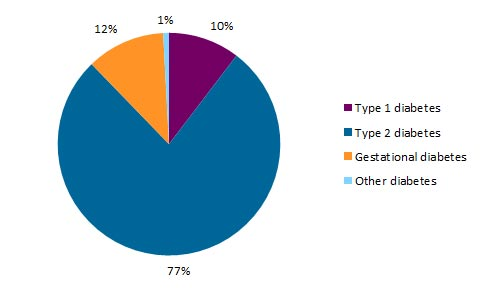 1%
12%
10%
Type 1 diabetes
Type 2 diabetes
Gestational diabetes
Other diabetes
77%